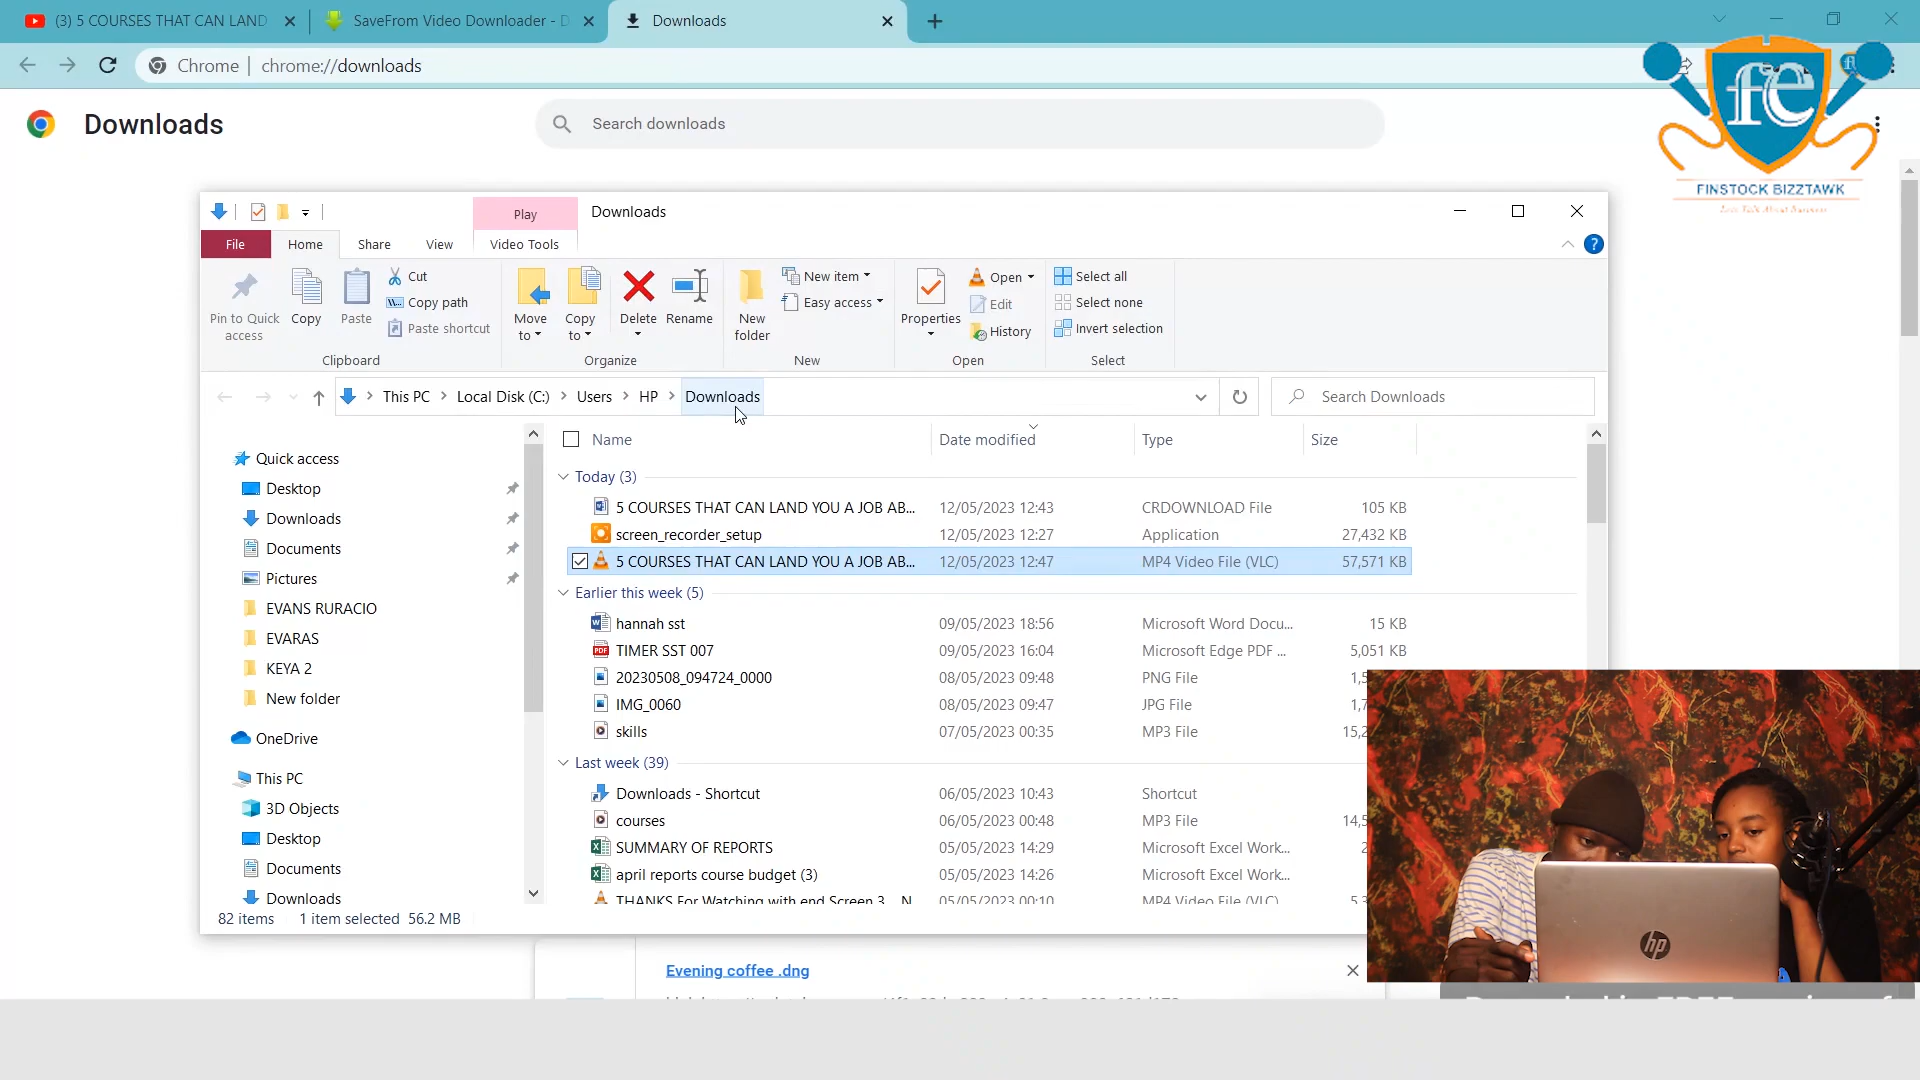 (3) 5 COURSES THAT CAN LAND
SaveFrom Video Downloader - D
Downloads
Chrome
chrome://downloads
Downloads
Search downloads
fe
FINSTOCK BIZZTAWK
Play
Downloads
File
Home
Share
View
Video Tools
Pin to Quick access
Copy
Paste
Cut
Copy path
Paste shortcut
Clipboard
Move to
Copy to
Delete
Rename
Organize
New folder
New item
Easy access
New
Properties
Open
Edit
History
Open
Select all
Select none
Invert selection
Select
This PC > Local Disk (C:) > Users > HP > Downloads
Search Downloads
Name Date modified Type Size
Today (3)
5 COURSES THAT CAN LAND YOU A JOB AB... 12/05/2023 12:43 CRDOWNLOAD File 105 KB
screen_recorder_setup 12/05/2023 12:27 Application 27,432 KB
5 COURSES THAT CAN LAND YOU A JOB AB... 12/05/2023 12:47 MP4 Video File (VLC) 57,571 KB
Earlier this week (5)
hannah sst 09/05/2023 18:56 Microsoft Word Docu... 15 KB
TIMER SST 007 09/05/2023 16:04 Microsoft Edge PDF ... 5,051 KB
20230508_094724_0000 08/05/2023 09:48 PNG File 1,5
IMG_0060 08/05/2023 09:47 JPG File 1,7
skills 07/05/2023 00:35 MP3 File 15,2
Last week (39)
Downloads - Shortcut 06/05/2023 10:43 Shortcut
courses 06/05/2023 00:48 MP3 File 14,5
SUMMARY OF REPORTS 05/05/2023 14:29 Microsoft Excel Work... 2
april reports course budget (3) 05/05/2023 14:26 Microsoft Excel Work...
THANKS For Watching with end Screen 3 _ N 05/05/2023 00:10 MP4 Video File (VLC) 5,3
Quick access
Desktop
Downloads
Documents
Pictures
EVANS RURACIO
EVARAS
KEYA 2
New folder
OneDrive
This PC
3D Objects
Desktop
Documents
Downloads
82 items 1 item selected 56.2 MB
Evening coffee .dng
hp